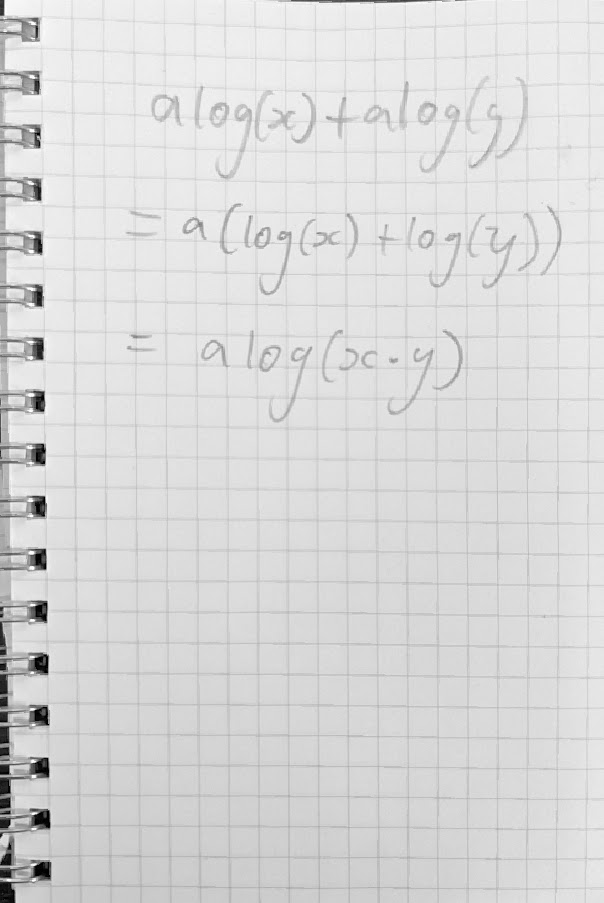 a log(x) + a log(y)
= a(log(x) + log(y))
= a log(x · y)